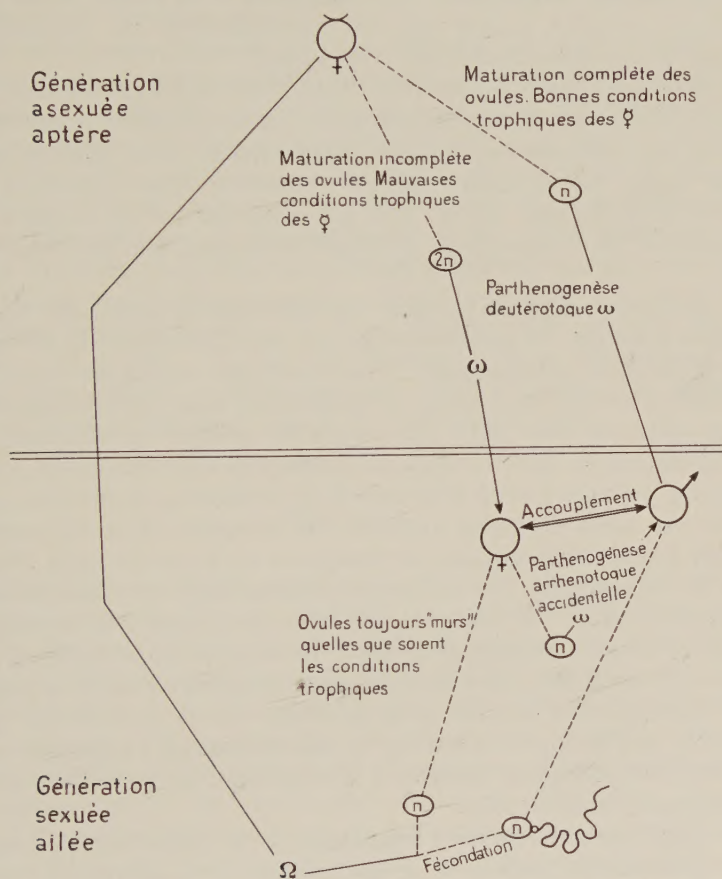 Génération
asexuée
aptère
Maturation complète des
ovules. Bonnes conditions
trophiques des ☿
Maturation incomplète
des ovules Mauvaises
conditions trophiques
des ☿
n
2n
Parthenogenèse
deutérotoque ω
ω
Accouplement
Parthenogénese
arrhenotoque
accidentelle
ω
n
Ovules toujours "murs"
quelles que soient
les conditions
trophiques
Génération
sexuée
ailée
n
n
Fécondation
Ω